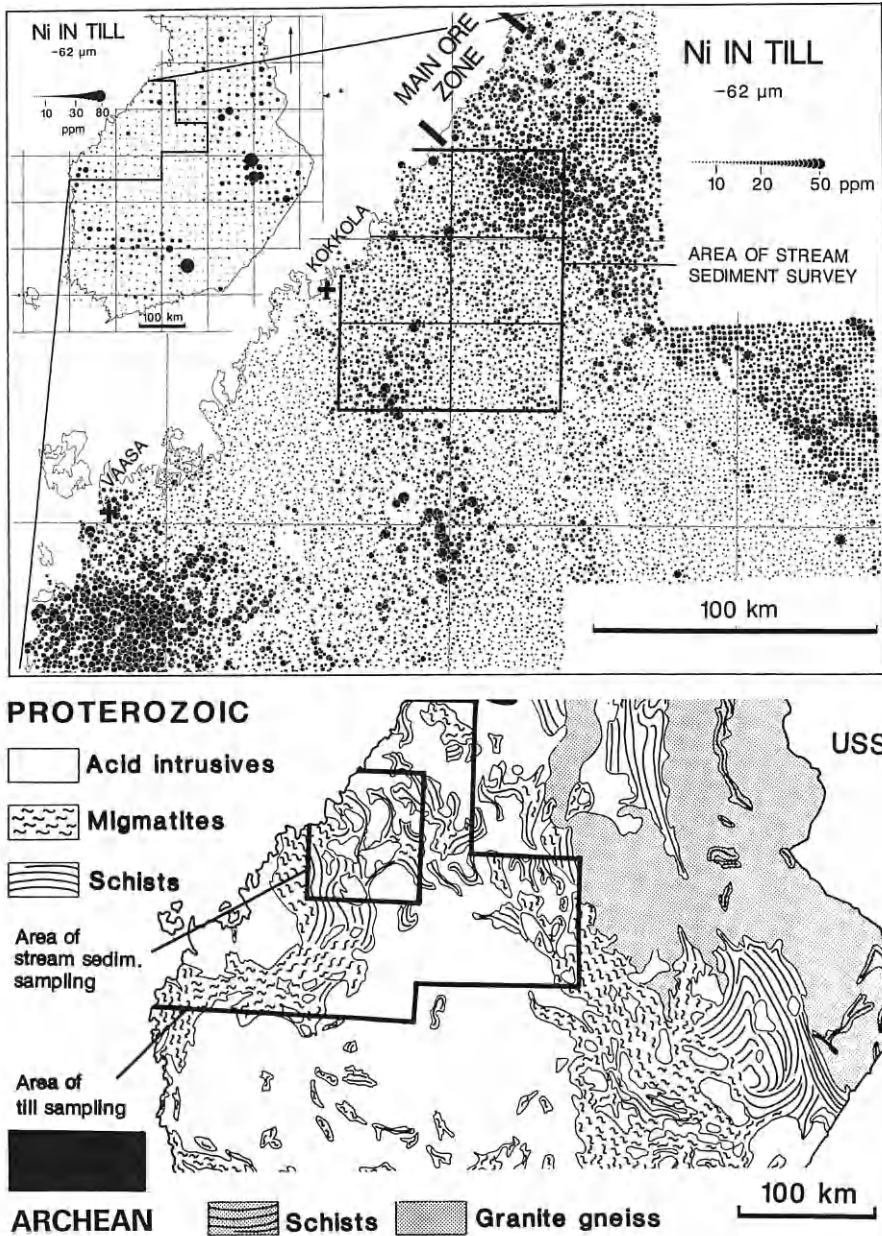 Ni IN TILL
-62 µm
10 30 80
ppm
100 km
MAIN ORE
ZONE
Ni IN TILL
-62 µm
10 20 50 ppm
KOKKOLA
AREA OF STREAM
SEDIMENT SURVEY
VAASA
100 km
PROTEROZOIC
Acid intrusives
Migmatites
Schists
USS
Area of
stream sedim.
sampling
Area of
till sampling
100 km
ARCHEAN
Schists
Granite gneiss